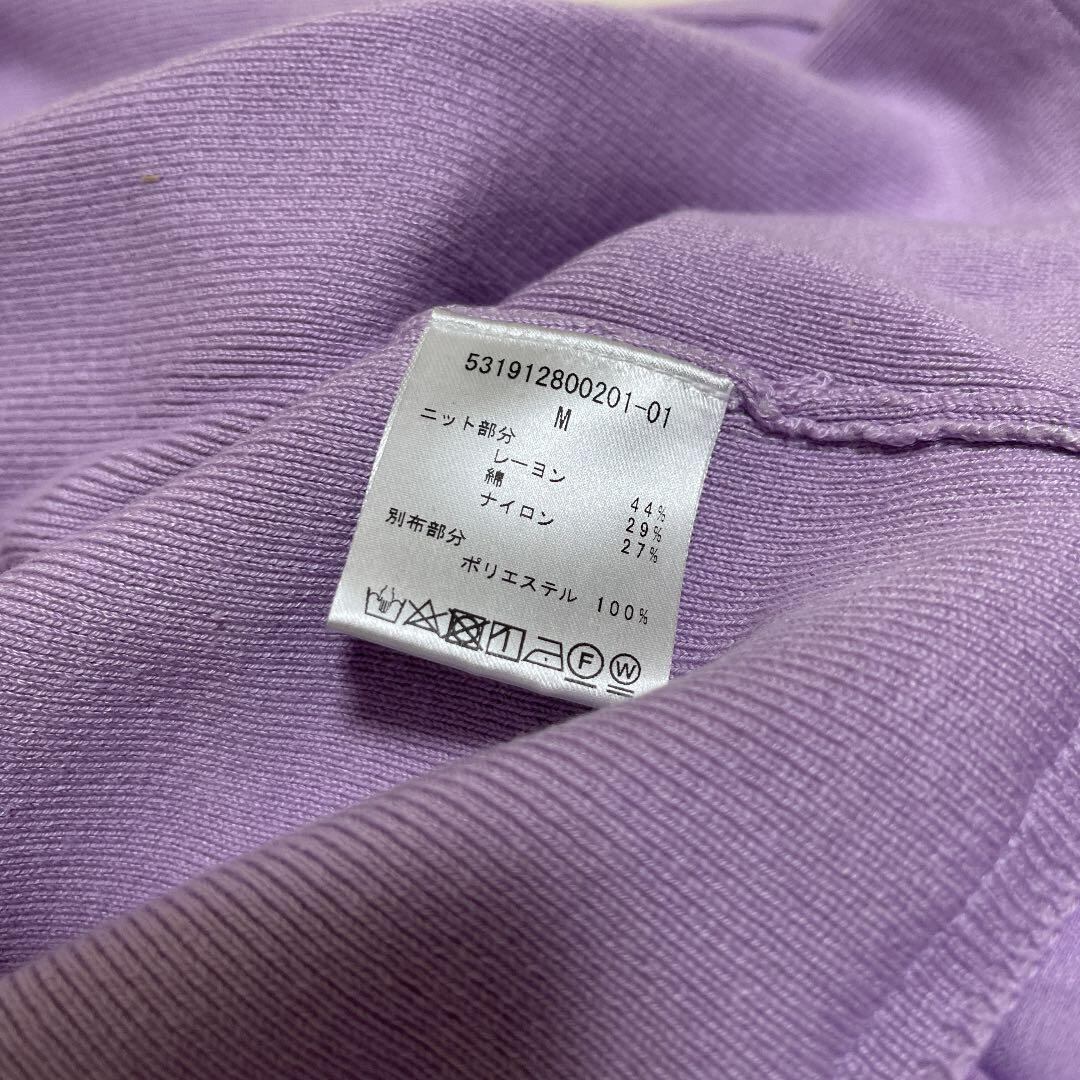 531912800201-01
M
ニット部分
レーヨン 44%
綿 29%
ナイロン 27%
別布部分
ポリエステル 100%
F W